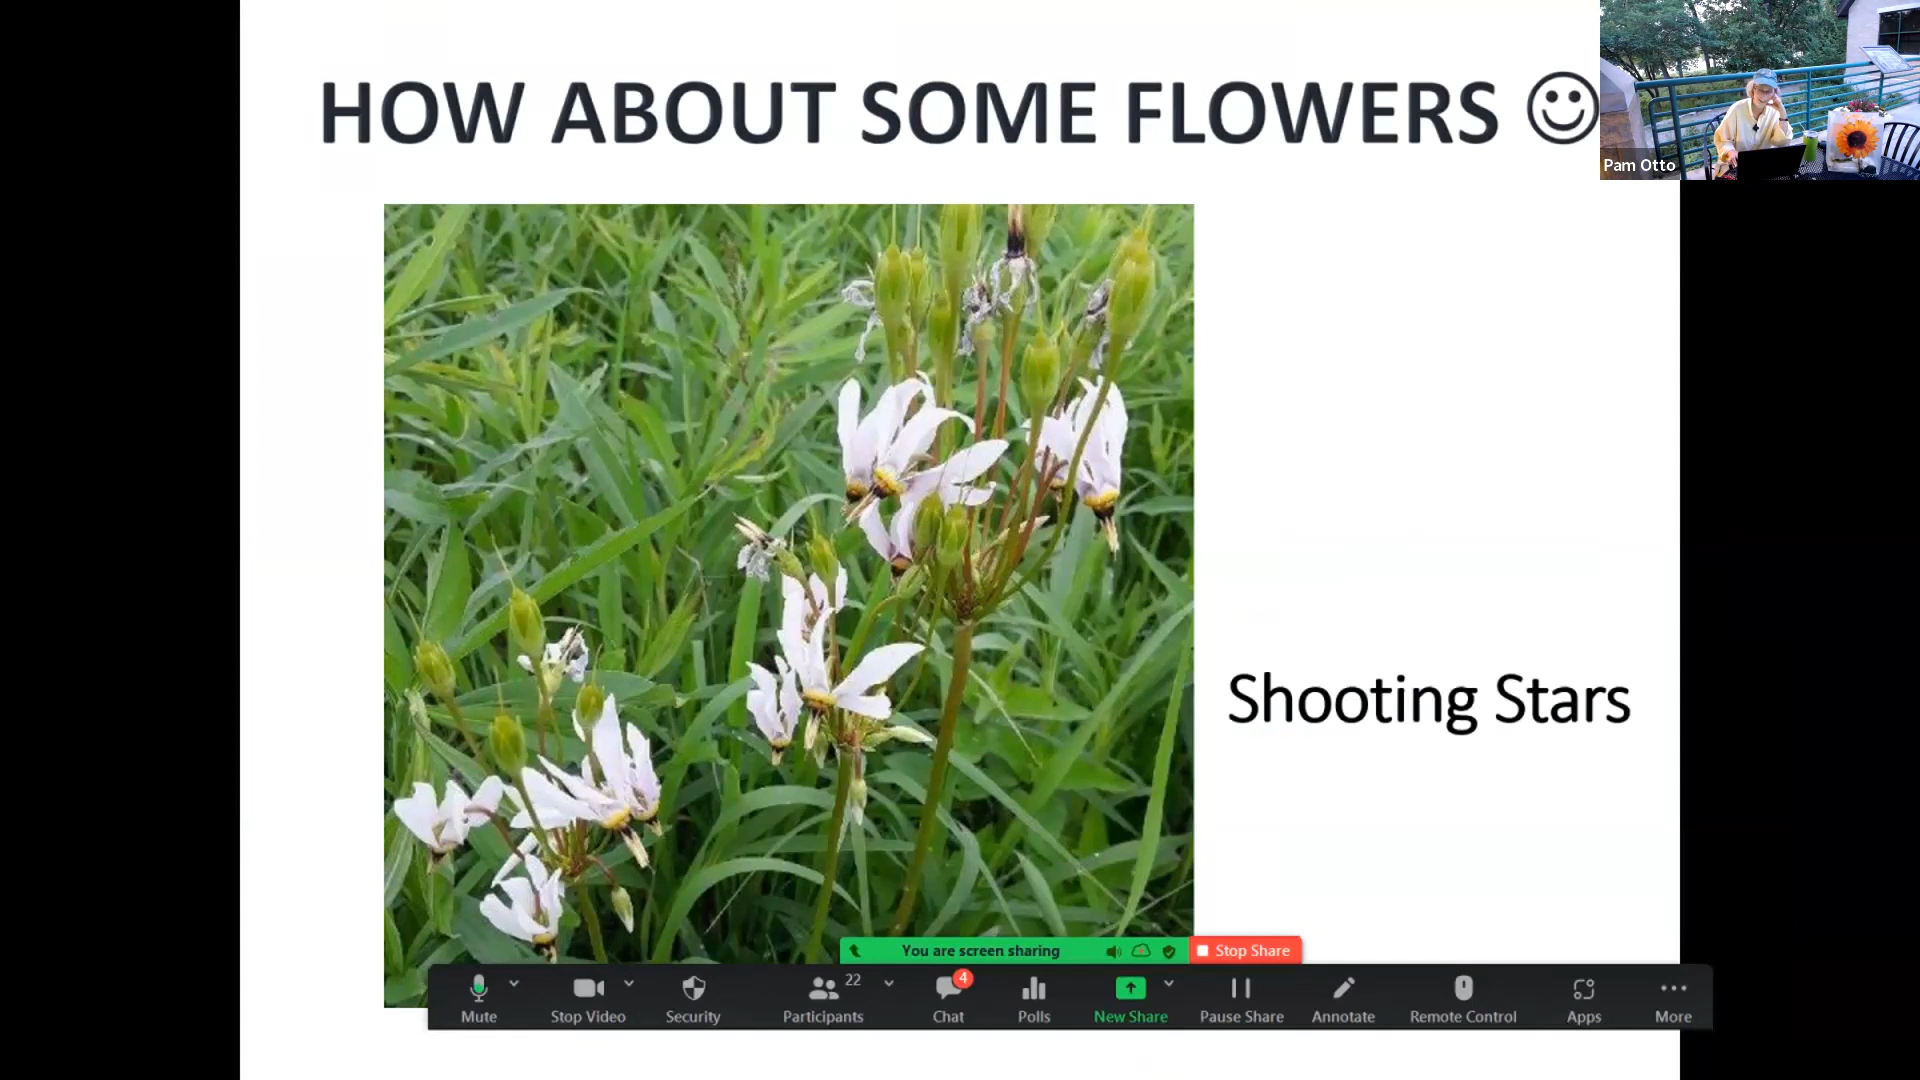 HOW ABOUT SOME FLOWERS
Pam Otto
Shooting Stars
You are screen sharing
Stop Share
22
4
Mute
Stop Video
Security
Participants
Chat
Polls
New Share
Pause Share
Annotate
Remote Control
Apps
More